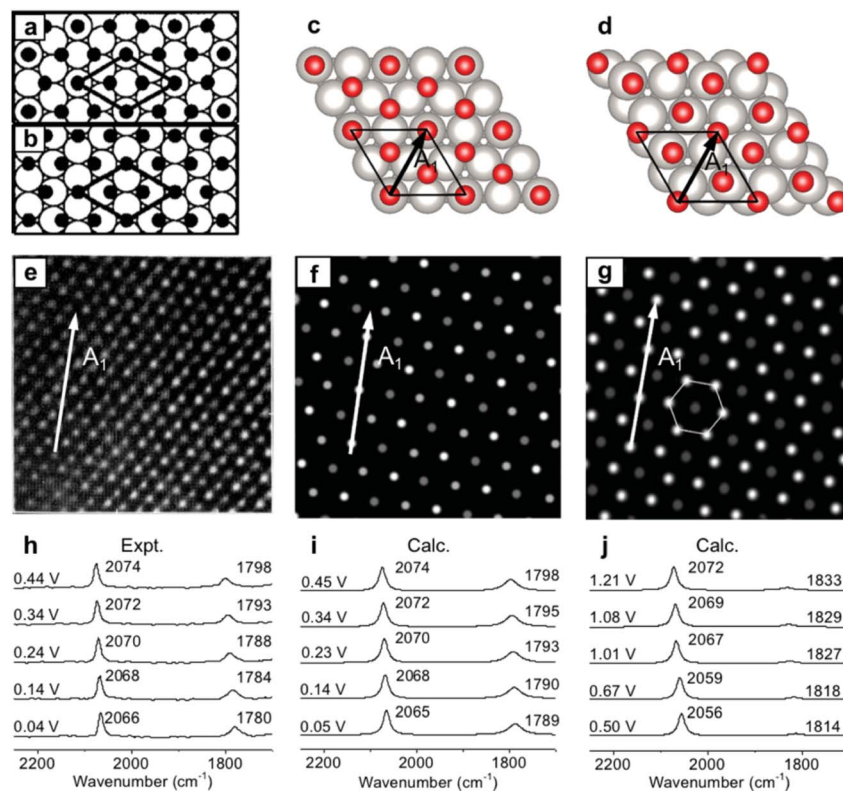 a
b
c
A1
d
A1
e
A1
f
A1
g
A1
h
Expt.
0.44 V 2074 1798
0.34 V 2072 1793
0.24 V 2070 1788
0.14 V 2068 1784
0.04 V 2066 1780
2200 2000 1800
Wavenumber (cm⁻¹)
i
Calc.
0.45 V 2074 1798
0.34 V 2072 1795
0.23 V 2070 1793
0.14 V 2068 1790
0.05 V 2065 1789
2200 2000 1800
Wavenumber (cm⁻¹)
j
Calc.
1.21 V 2072 1833
1.08 V 2069 1829
1.01 V 2067 1827
0.67 V 2059 1818
0.50 V 2056 1814
2200 2000 1800
Wavenumber (cm⁻¹)